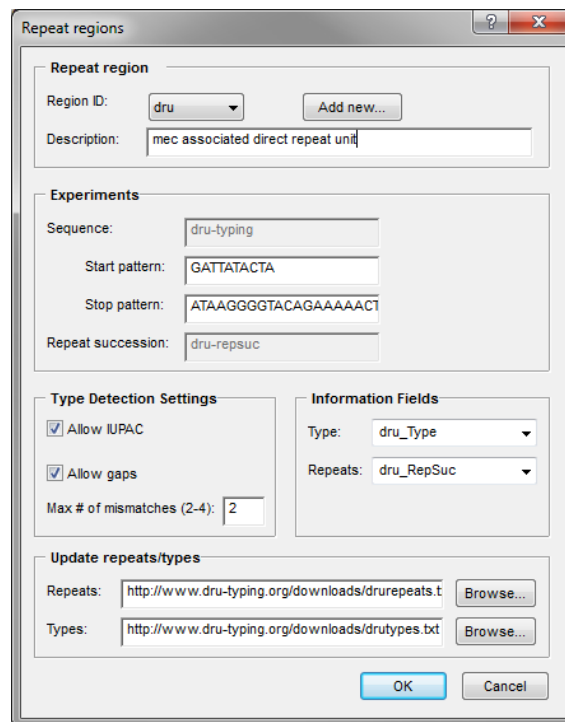 Repeat regions
Repeat region
Region ID: dru Add new...
Description: mec associated direct repeat unit
Experiments
Sequence: dru-typing
Start pattern: GATTATACTA
Stop pattern: ATAAGGGGTACAGAAAAACT
Repeat succession: dru-repsuc
Type Detection Settings
Allow IUPAC
Allow gaps
Max # of mismatches (2-4): 2
Information Fields
Type: dru_Type
Repeats: dru_RepSuc
Update repeats/types
Repeats: http://www.dru-typing.org/downloads/drurepeats.t Browse...
Types: http://www.dru-typing.org/downloads/drutypes.txt Browse...
OK Cancel